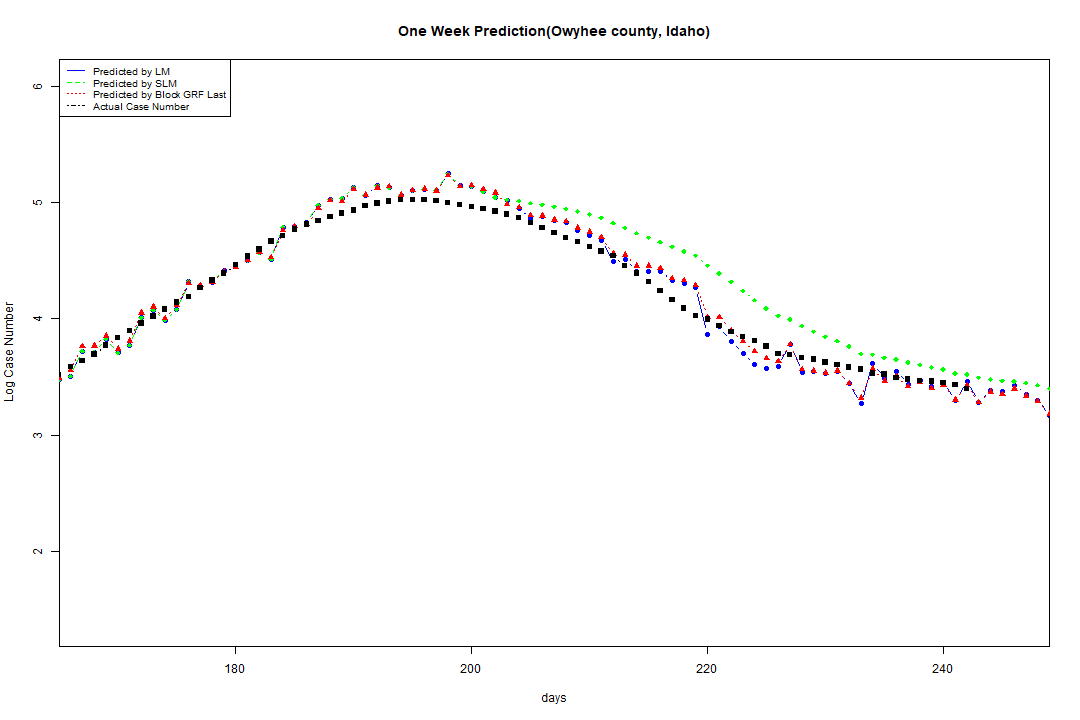 One Week Prediction(Owyhee county, Idaho)
Predicted by LM
Predicted by SLM
Predicted by Block GRF Last
Actual Case Number
6
5
4
3
2
Log Case Number
180 200 220 240
days